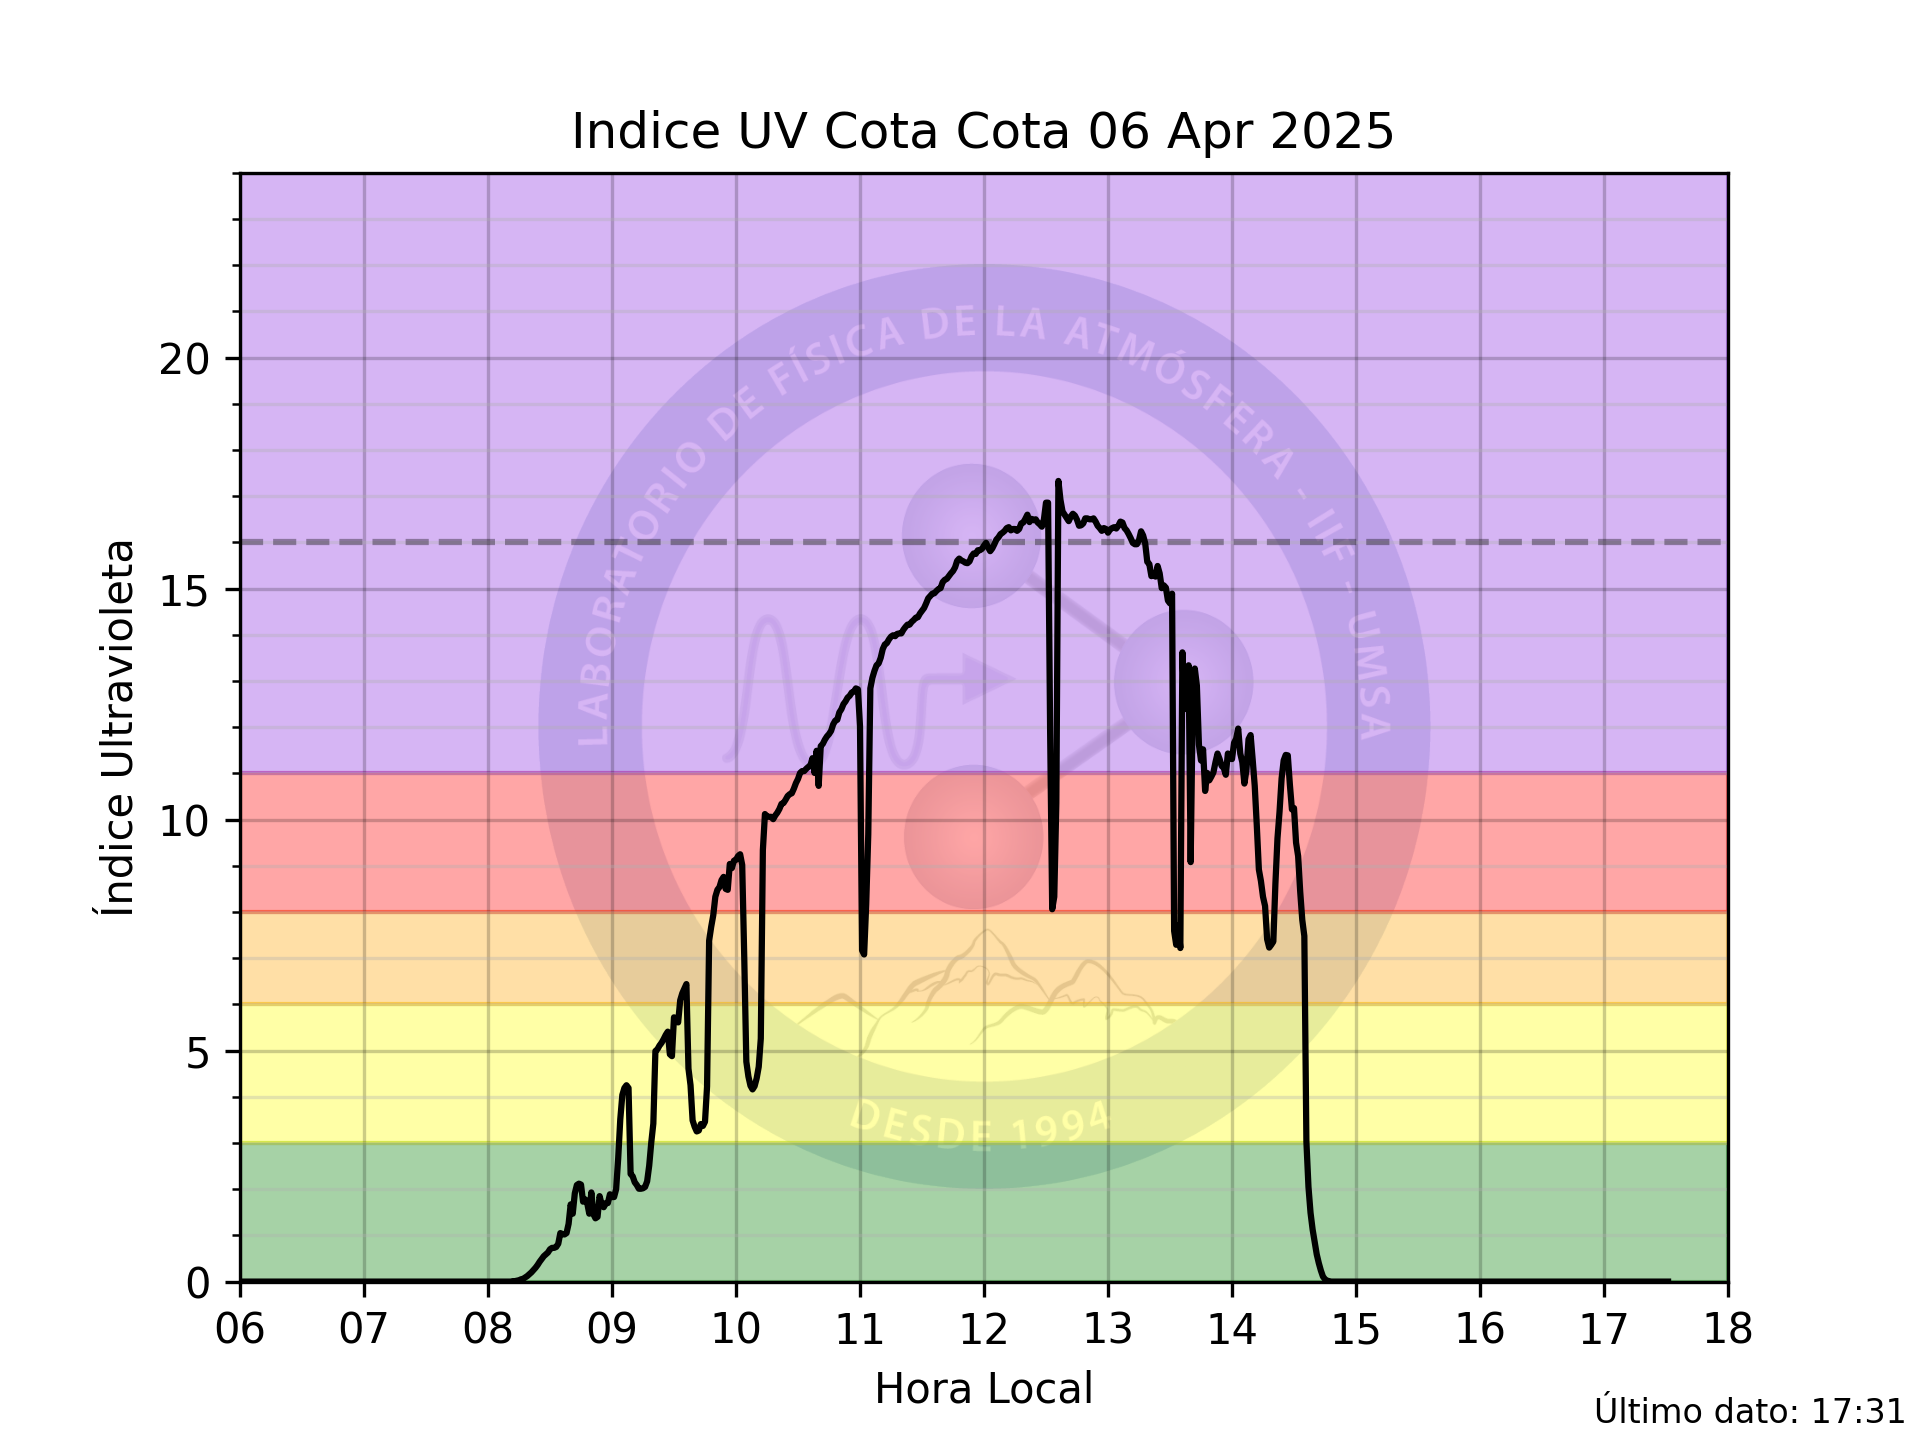 Indice UV Cota Cota 06 Apr 2025
Índice Ultravioleta
20
15
10
5
0
LABORATORIO DE FÍSICA DE LA ATMÓSFERA - IIF - UMSA
DESDE 1994
06 07 08 09 10 11 12 13 14 15 16 17 18
Hora Local
Último dato: 17:31